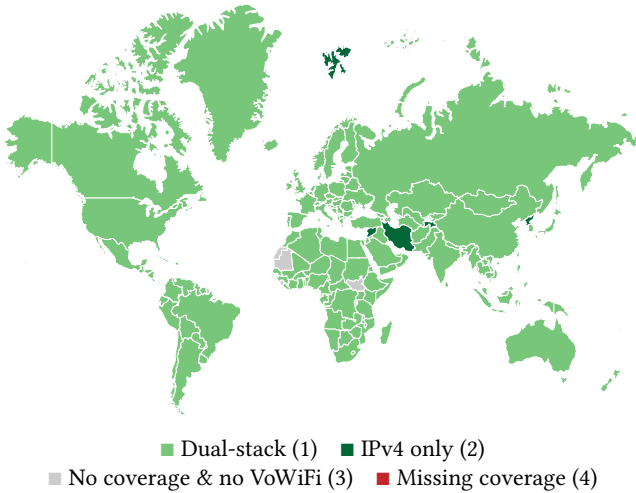 Dual-stack (1) IPv4 only (2)
No coverage & no VoWiFi (3) Missing coverage (4)